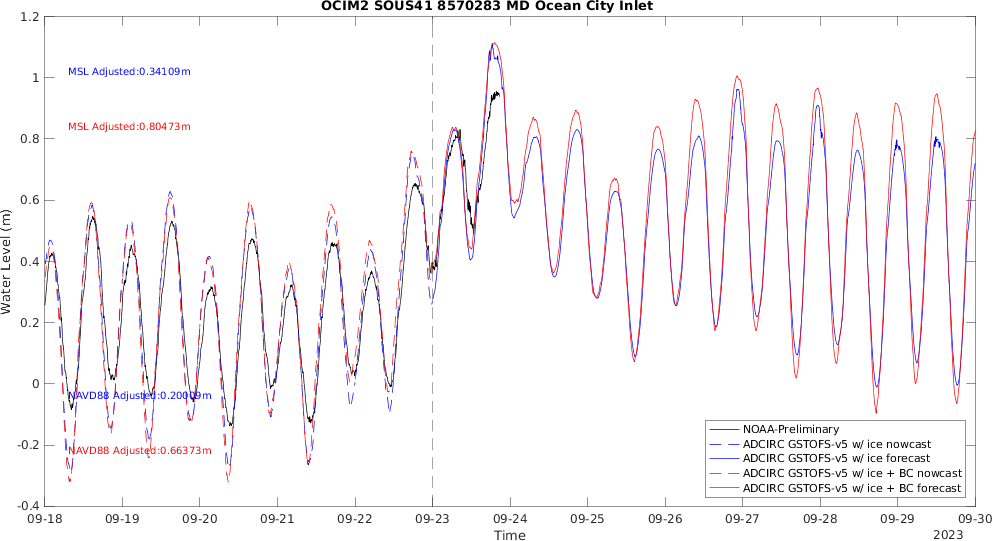 OCIM2 SOUS41 8570283 MD Ocean City Inlet
1.2
1
0.8
0.6
0.4
0.2
0
-0.2
-0.4
Water Level (m)
MSL Adjusted:0.34109m
MSL Adjusted:0.80473m
NAVD88 Adjusted:0.20009m
NAVD88 Adjusted:0.66373m
NOAA-Preliminary
ADCIRC GSTOFS-v5 w/ ice nowcast
ADCIRC GSTOFS-v5 w/ ice forecast
ADCIRC GSTOFS-v5 w/ ice + BC nowcast
ADCIRC GSTOFS-v5 w/ ice + BC forecast
09-18 09-19 09-20 09-21 09-22 09-23 09-24 09-25 09-26 09-27 09-28 09-29 09-30
Time
2023